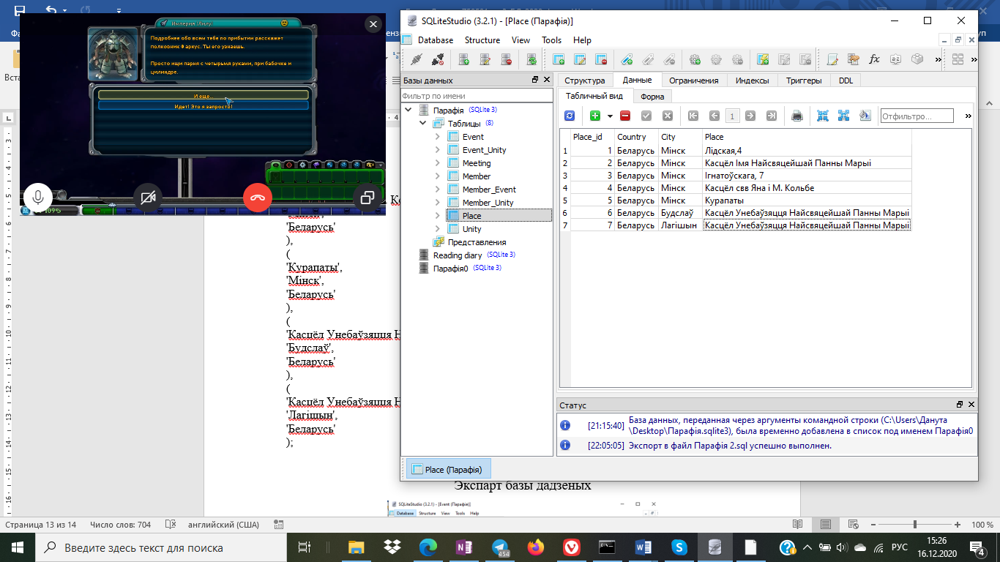 Империя Лилу.
Подробнее обо всем тебе по прибытии расскажет
полковник Фаркус. Ты его узнаешь.
Просто ищи парня с четырьмя руками, при бабочке и
цилиндре.
И еще...
Идет! Это я запросто!
109%
SQLiteStudio (3.2.1) - [Place (Парафія)]
Database Structure View Tools Help
Базы данных
Фильтр по имени
Парафія (SQLite 3)
Таблицы (8)
Event
Event_Unity
Meeting
Member
Member_Event
Member_Unity
Place
Unity
Представления
Reading diary (SQLite 3)
Парафія0 (SQLite 3)
Структура Данные Ограничения Индексы Триггеры DDL
Табличный вид Форма
1 Отфильтро...
Place_id Country City Place
1 1 Беларусь Мінск Лідская,4
2 2 Беларусь Мінск Касцёл Імя Найсвяцейшай Панны Марыі
3 3 Беларусь Мінск Ігнатоўскага, 7
4 4 Беларусь Мінск Касцёл свв Яна і М. Кольбе
5 5 Беларусь Мінск Курапаты
6 6 Беларусь Будслаў Касцёл Унебаўзяцця Найсвяцейшай Панны Марыі
7 7 Беларусь Лагішын Касцёл Унебаўзяцця Найсвяцейшай Панны Марыі
Статус
[21:15:40] База данных, переданная через аргументы командной строки (C:\Users\Данута
\Desktop\Парафія.sqlite3), была временно добавлена в список под именем Парафія0
[22:05:05] Экспорт в файл Парафія 2.sql успешно выполнен.
Place (Парафія)
'Беларусь'
),
(
'Курапаты',
'Мінск',
'Беларусь'
),
(
'Касцёл Унебаўзяцця Н
'Будслаў',
'Беларусь'
),
(
'Касцёл Унебаўзяцця Н
'Лагішын',
'Беларусь'
);
Экспарт базы дадзеных
SQLiteStudio (3.2.1) - [Event (Парафія)]
Database Structure View Tools Help
Страница 13 из 14 Число слов: 704 английский (США) 100 %
Введите здесь текст для поиска
454
РУС
15:26
16.12.2020
4